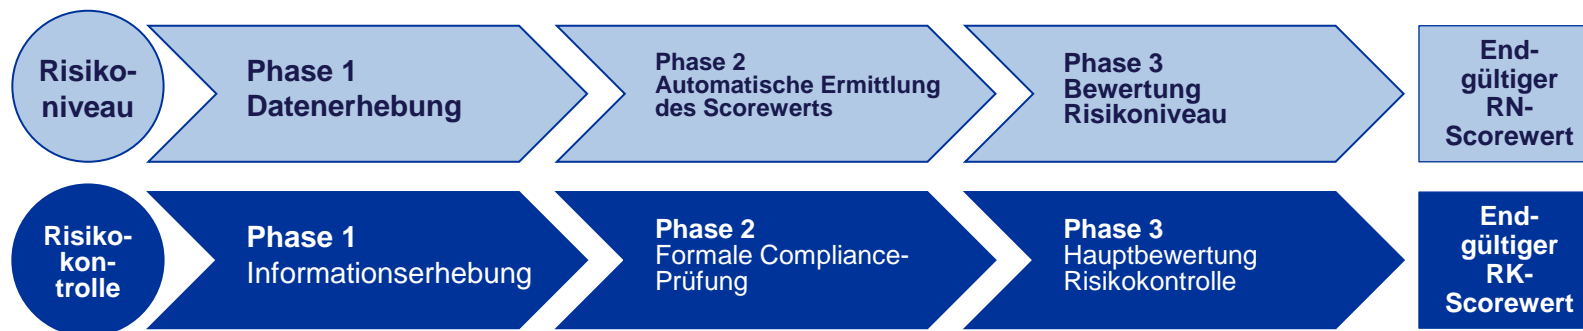 Risiko-
niveau
Phase 1
Datenerhebung
Phase 2
Automatische Ermittlung
des Scorewerts
Phase 3
Bewertung
Risikoniveau
End-
gültiger
RN-
Scorewert
Risiko-
kon-
trolle
Phase 1
Informationserhebung
Phase 2
Formale Compliance-
Prüfung
Phase 3
Hauptbewertung
Risikokontrolle
End-
gültiger
RK-
Scorewert